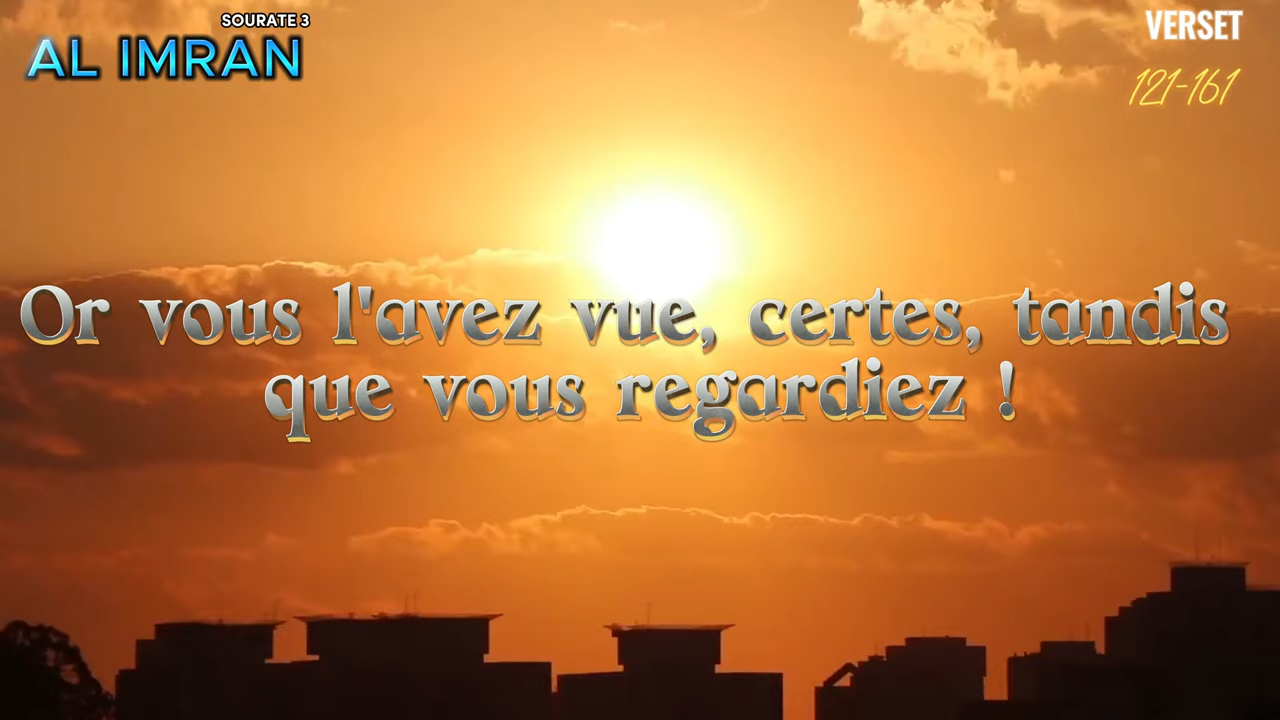 SOURATE 3
AL IMRAN
VERSET
121-161
Or vous l'avez vue, certes, tandis
que vous regardiez !